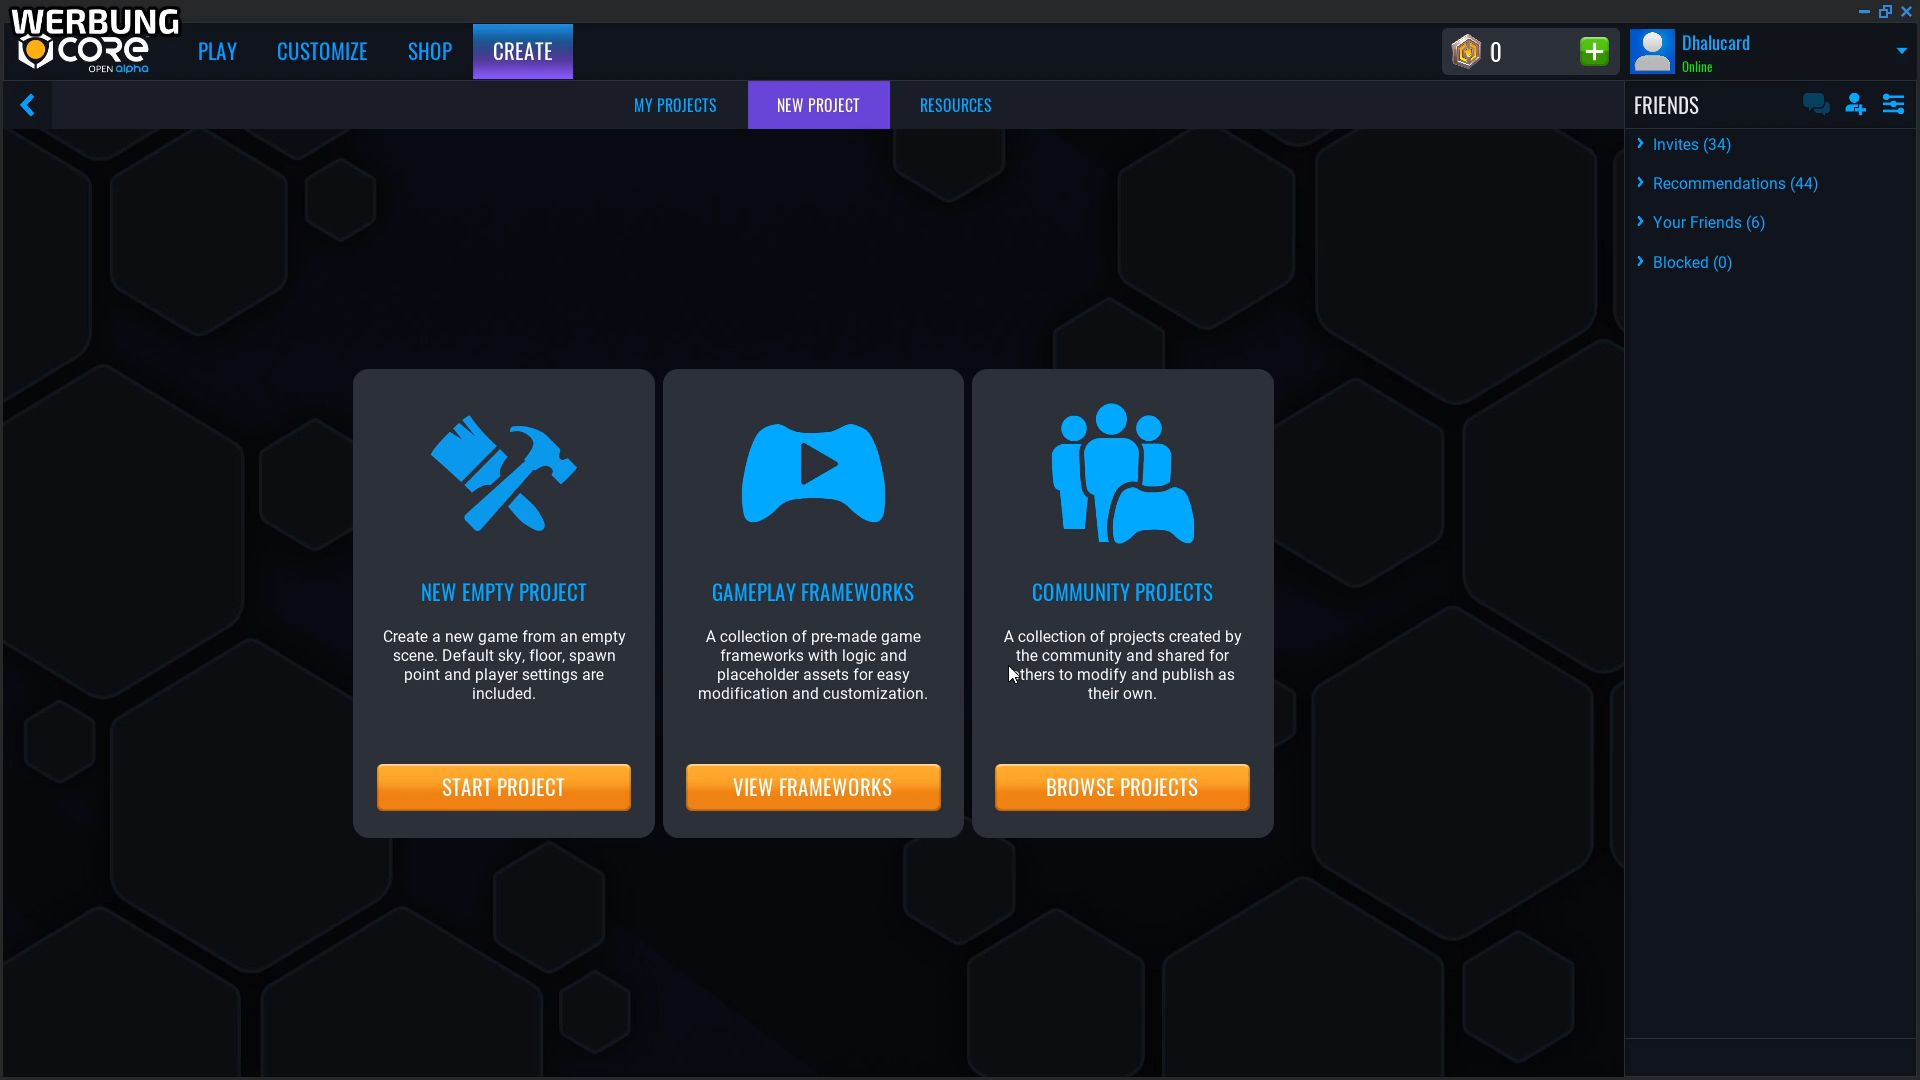 WERBUNG
CORE
OPEN alpha
PLAY
CUSTOMIZE
SHOP
CREATE
0
Dhalucard
Online
MY PROJECTS
NEW PROJECT
RESOURCES
FRIENDS
Invites (34)
Recommendations (44)
Your Friends (6)
Blocked (0)
NEW EMPTY PROJECT
Create a new game from an empty
scene. Default sky, floor, spawn
point and player settings are
included.
START PROJECT
GAMEPLAY FRAMEWORKS
A collection of pre-made game
frameworks with logic and
placeholder assets for easy
modification and customization.
VIEW FRAMEWORKS
COMMUNITY PROJECTS
A collection of projects created by
the community and shared for
others to modify and publish as
their own.
BROWSE PROJECTS